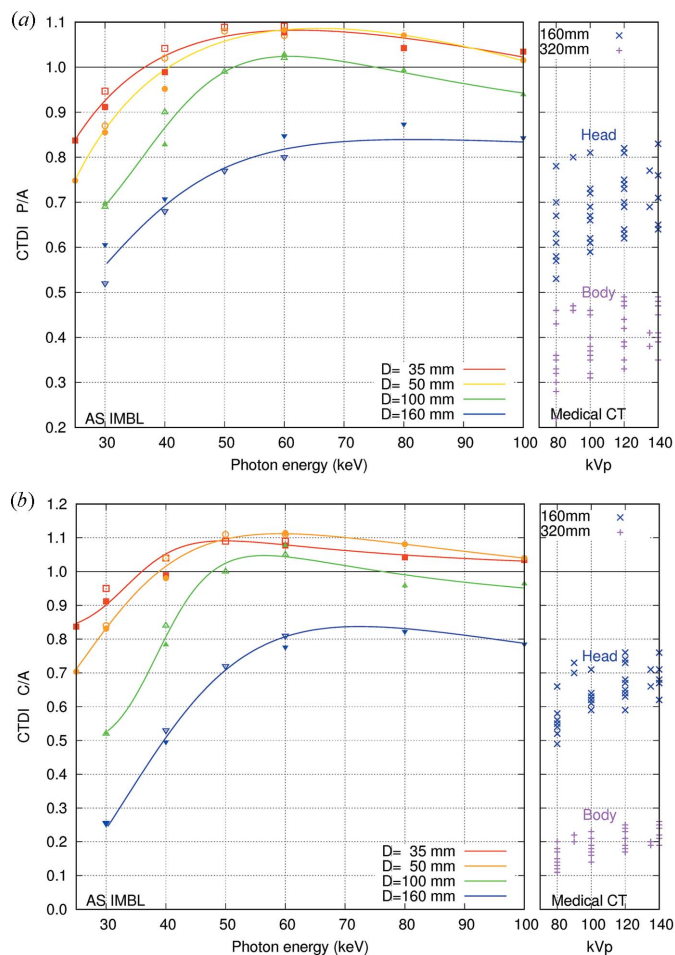 (a)
1.1
1.0
0.9
0.8
0.7
0.6
0.5
0.4
0.3
0.2
CTDI P/A
30 40 50 60 70 80 90 100
Photon energy (keV)
AS IMBL
D= 35 mm
D= 50 mm
D=100 mm
D=160 mm
160mm
320mm
Head
Body
Medical CT
80 100 120 140
kVp
(b)
1.2
1.1
1.0
0.9
0.8
0.7
0.6
0.5
0.4
0.3
0.2
0.1
0.0
CTDI C/A
30 40 50 60 70 80 90 100
Photon energy (keV)
AS IMBL
D= 35 mm
D= 50 mm
D=100 mm
D=160 mm
160mm
320mm
Head
Body
Medical CT
80 100 120 140
kVp